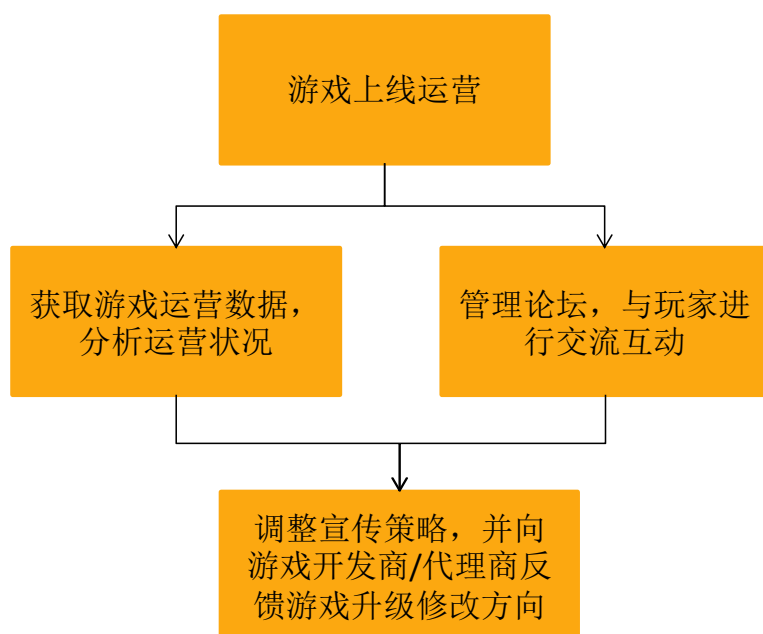 游戏上线运营
获取游戏运营数据，
分析运营状况
管理论坛，与玩家进
行交流互动
调整宣传策略，并向
游戏开发商/代理商反
馈游戏升级修改方向